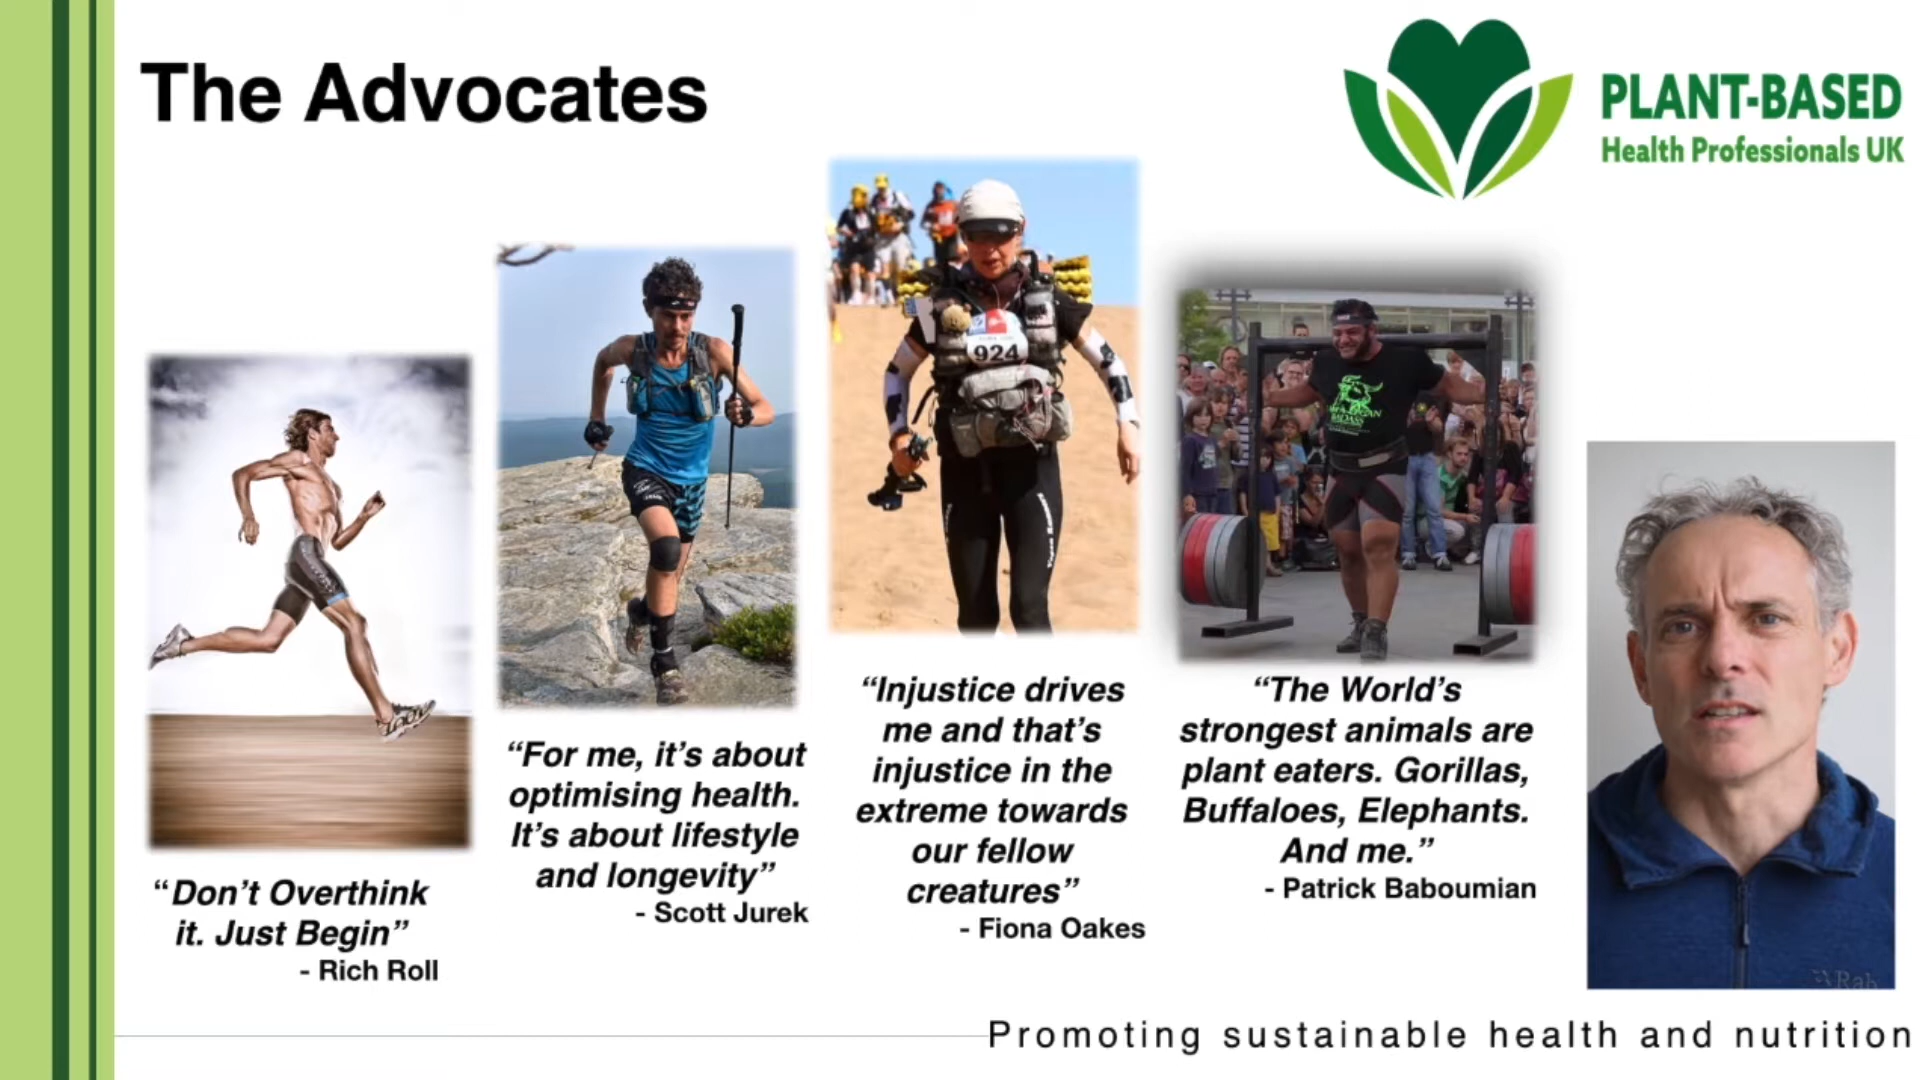 The Advocates
PLANT-BASED
Health Professionals UK
924
“Don’t Overthink
it. Just Begin”
- Rich Roll
“For me, it’s about
optimising health.
It’s about lifestyle
and longevity”
- Scott Jurek
“Injustice drives
me and that’s
injustice in the
extreme towards
our fellow
creatures”
- Fiona Oakes
“The World’s
strongest animals are
plant eaters. Gorillas,
Buffaloes, Elephants.
And me.”
- Patrick Baboumian
Rab
Promoting sustainable health and nutrition